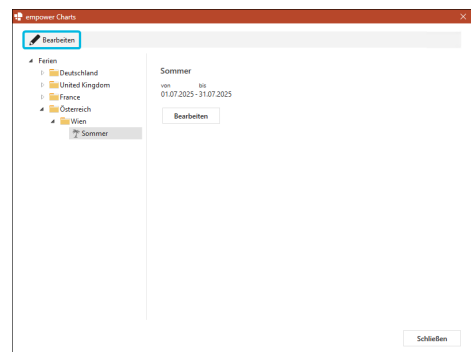 empower Charts
Bearbeiten
Ferien
Deutschland
United Kingdom
France
Österreich
Wien
Sommer
Sommer
von bis
01.07.2025 - 31.07.2025
Bearbeiten
Schließen